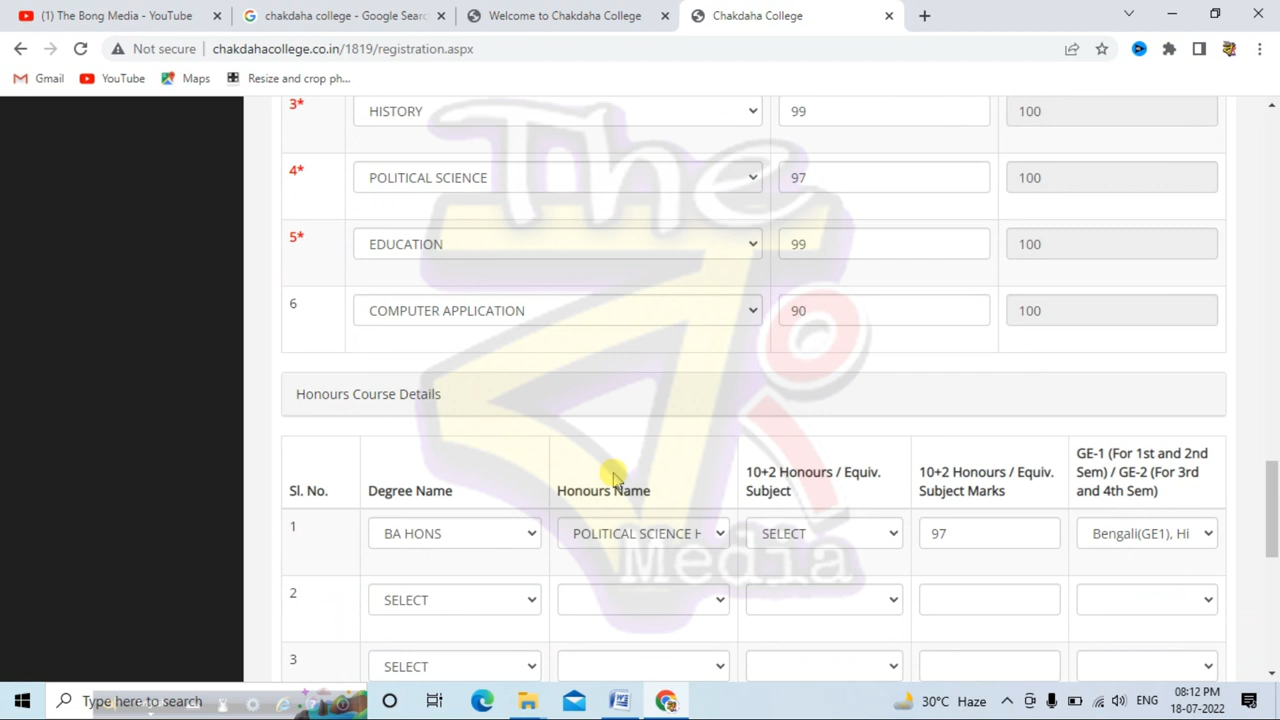 (1) The Bong Media - YouTube
chakdaha college - Google Searc
Welcome to Chakdaha College
Chakdaha College
Not secure
chakdahacollege.co.in/1819/registration.aspx
Gmail
YouTube
Maps
Resize and crop ph...
3*
HISTORY
99
100
4*
POLITICAL SCIENCE
97
100
5*
EDUCATION
99
100
6
COMPUTER APPLICATION
90
100
The
Media
Honours Course Details
Sl. No.
Degree Name
Honours Name
10+2 Honours / Equiv.
Subject
10+2 Honours / Equiv.
Subject Marks
GE-1 (For 1st and 2nd
Sem) / GE-2 (For 3rd
and 4th Sem)
1
BA HONS
POLITICAL SCIENCE H
SELECT
97
Bengali(GE1), Hi
2
SELECT
3
SELECT
Type here to search
30°C Haze
ENG
08:12 PM
18-07-2022